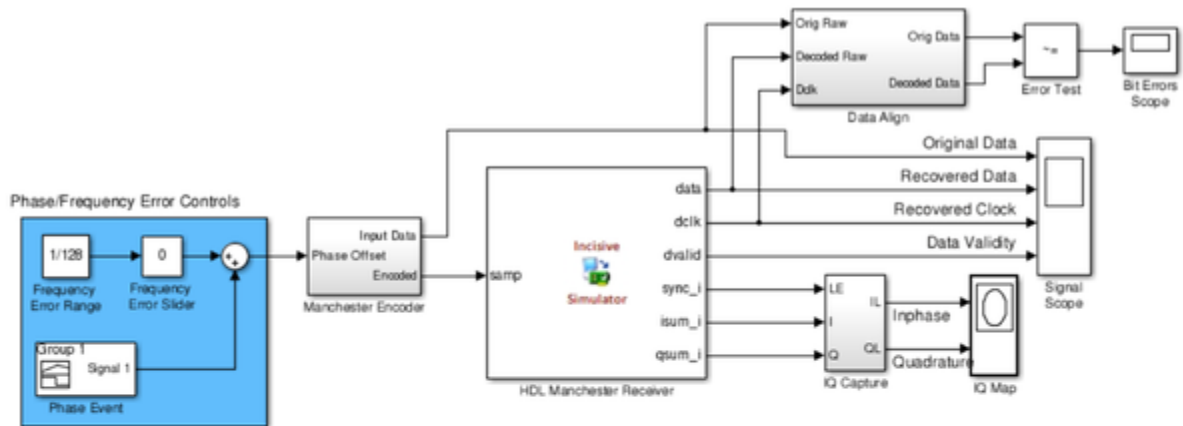 Orig Raw
Orig Data
Decoded Raw
Decoded Data
Ddk
Data Align
~=
Error Test
Bit Errors
Scope
Original Data
Recovered Data
Recovered Clock
Data Validity
Signal
Scope
Phase/Frequency Error Controls
1/128
Frequency
Error Range
0
Frequency
Error Slider
++
Group 1
Signal 1
Phase Event
Input Data
Phase Offset
Encoded
Manchester Encoder
samp
Incisive
Simulator
data
dclk
dvalid
sync_i
isum_i
qsum_i
HDL Manchester Receiver
LE
I
Q
IL
QL
IQ Capture
Inphase
Quadrature
IQ Map